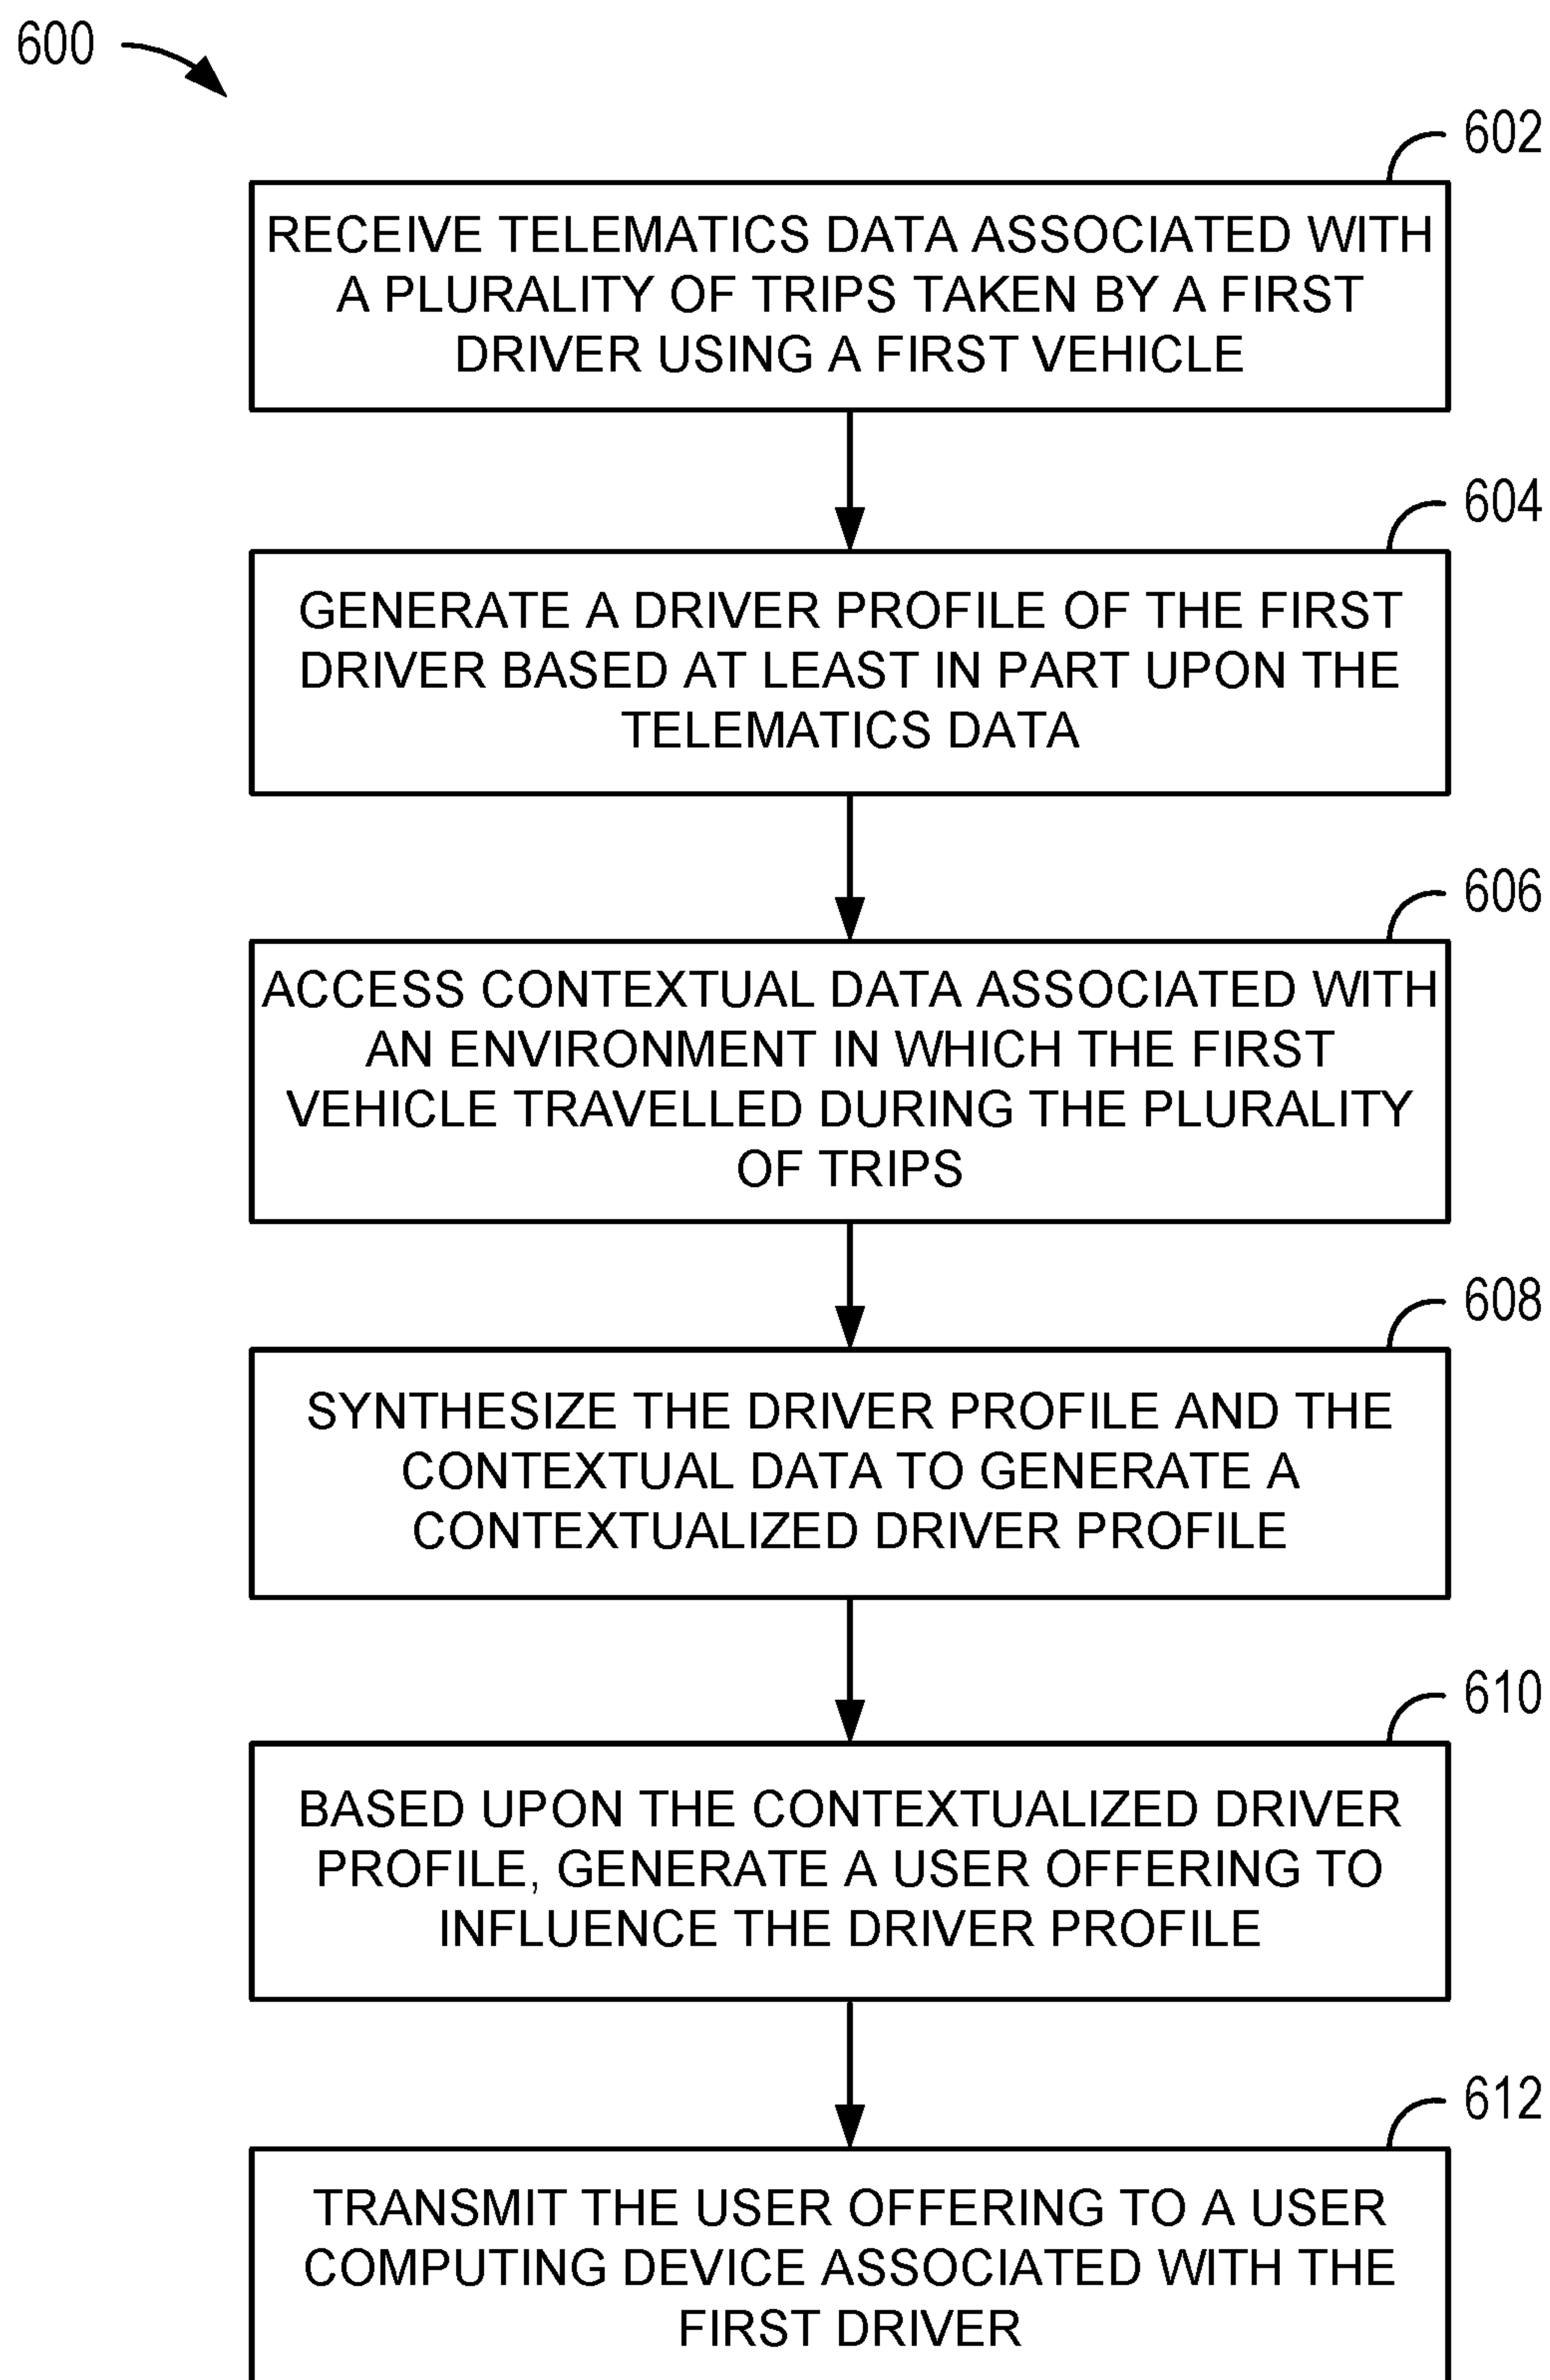 600
602
RECEIVE TELEMATICS DATA ASSOCIATED WITH
A PLURALITY OF TRIPS TAKEN BY A FIRST
DRIVER USING A FIRST VEHICLE
604
GENERATE A DRIVER PROFILE OF THE FIRST
DRIVER BASED AT LEAST IN PART UPON THE
TELEMATICS DATA
606
ACCESS CONTEXTUAL DATA ASSOCIATED WITH
AN ENVIRONMENT IN WHICH THE FIRST
VEHICLE TRAVELLED DURING THE PLURALITY
OF TRIPS
608
SYNTHESIZE THE DRIVER PROFILE AND THE
CONTEXTUAL DATA TO GENERATE A
CONTEXTUALIZED DRIVER PROFILE
610
BASED UPON THE CONTEXTUALIZED DRIVER
PROFILE, GENERATE A USER OFFERING TO
INFLUENCE THE DRIVER PROFILE
612
TRANSMIT THE USER OFFERING TO A USER
COMPUTING DEVICE ASSOCIATED WITH THE
FIRST DRIVER